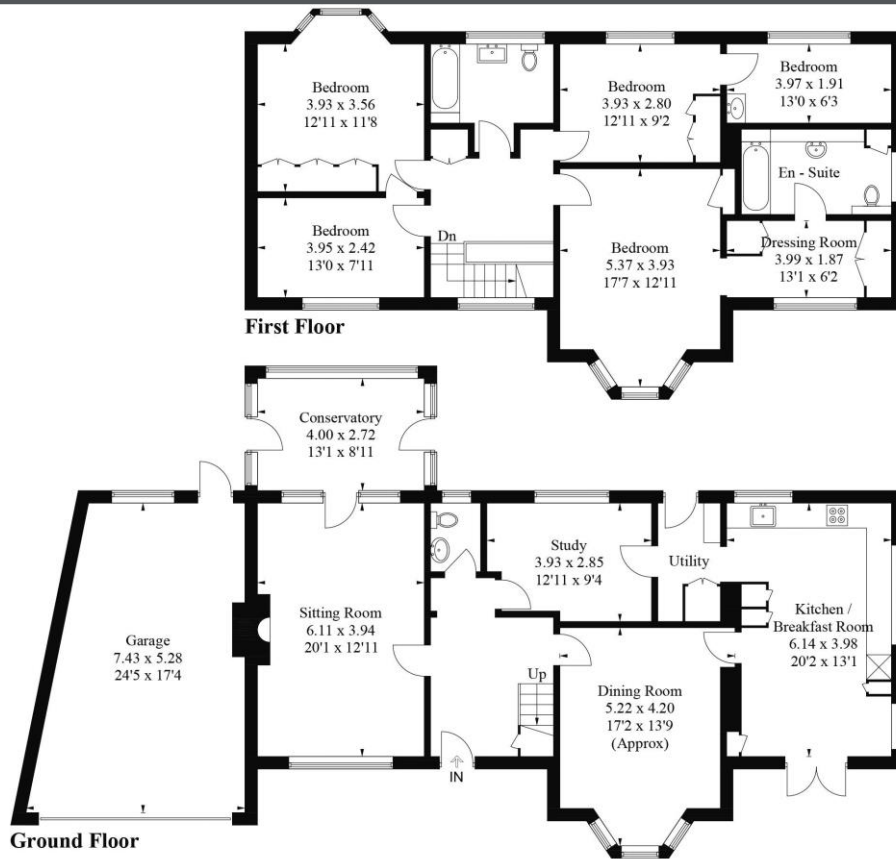 Bedroom
3.93 x 3.56
12'11 x 11'8
Bedroom
3.93 x 2.80
12'11 x 9'2
Bedroom
3.97 x 1.91
13'0 x 6'3
En - Suite
Bedroom
3.95 x 2.42
13'0 x 7'11
Dn
Bedroom
5.37 x 3.93
17'7 x 12'11
Dressing Room
3.99 x 1.87
13'1 x 6'2
First Floor
Conservatory
4.00 x 2.72
13'1 x 8'11
Study
3.93 x 2.85
12'11 x 9'4
Utility
Garage
7.43 x 5.28
24'5 x 17'4
Sitting Room
6.11 x 3.94
20'1 x 12'11
Kitchen /
Breakfast Room
6.14 x 3.98
20'2 x 13'1
Up
Dining Room
5.22 x 4.20
17'2 x 13'9
(Approx)
IN
Ground Floor